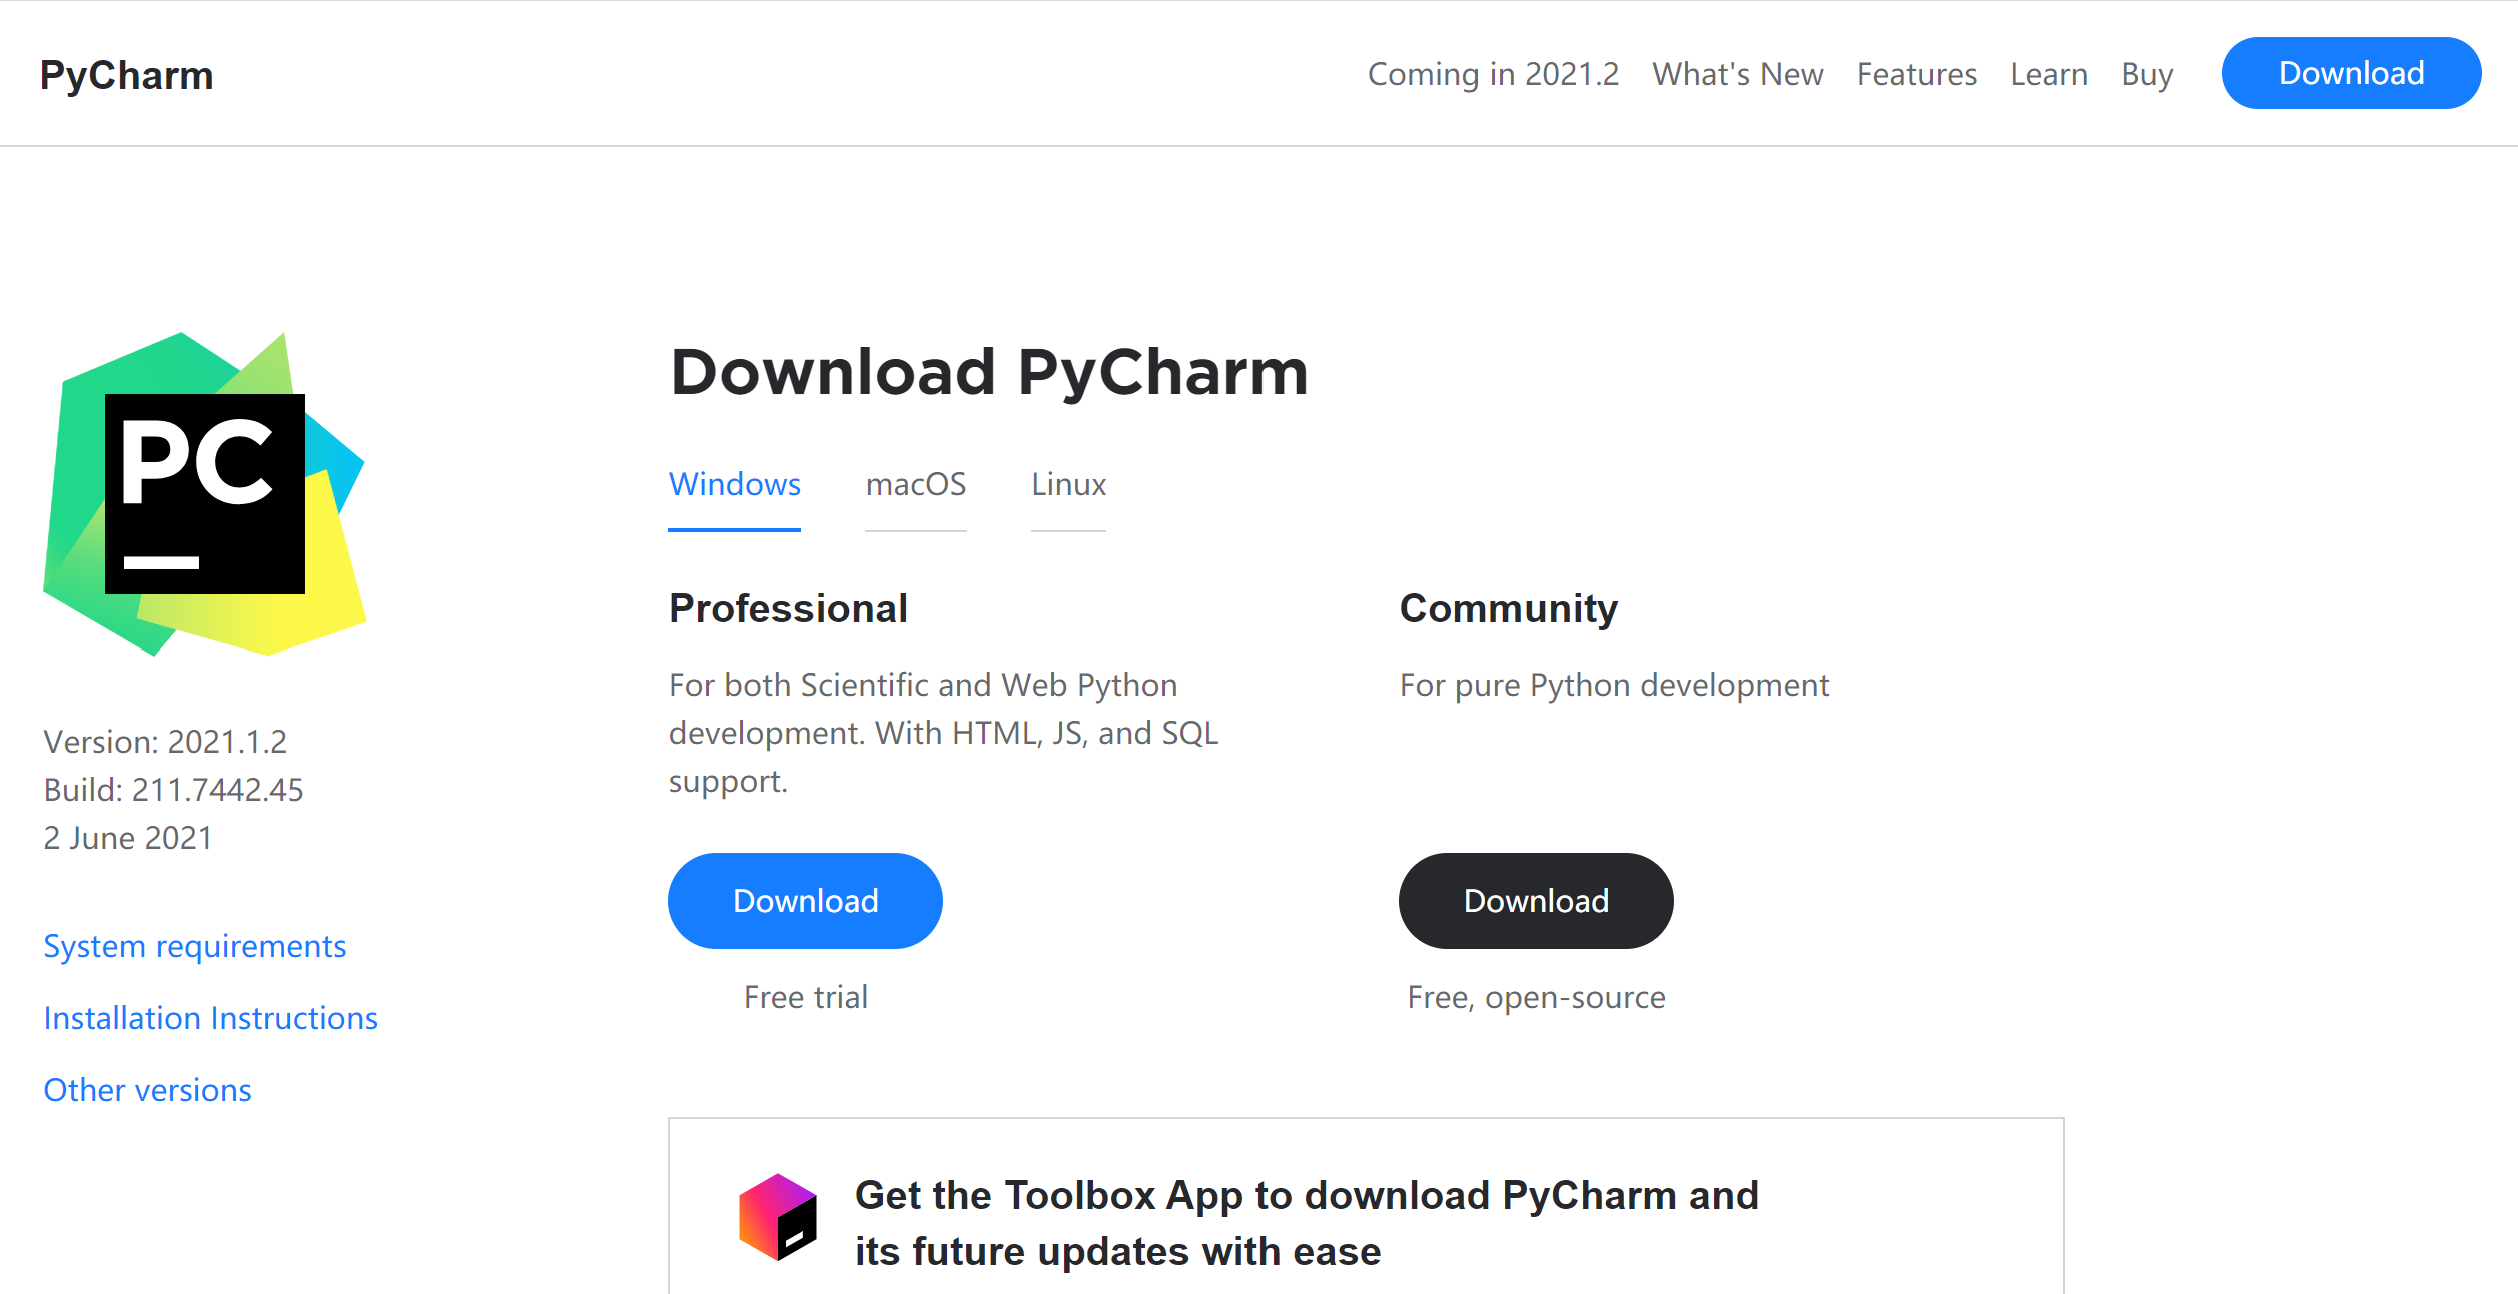 PyCharm
Coming in 2021.2 What's New Features Learn Buy Download
PC
Version: 2021.1.2
Build: 211.7442.45
2 June 2021
System requirements
Installation Instructions
Other versions
Download PyCharm
Windows macOS Linux
Professional
For both Scientific and Web Python
development. With HTML, JS, and SQL
support.
Download
Free trial
Community
For pure Python development
Download
Free, open-source
Get the Toolbox App to download PyCharm and
its future updates with ease